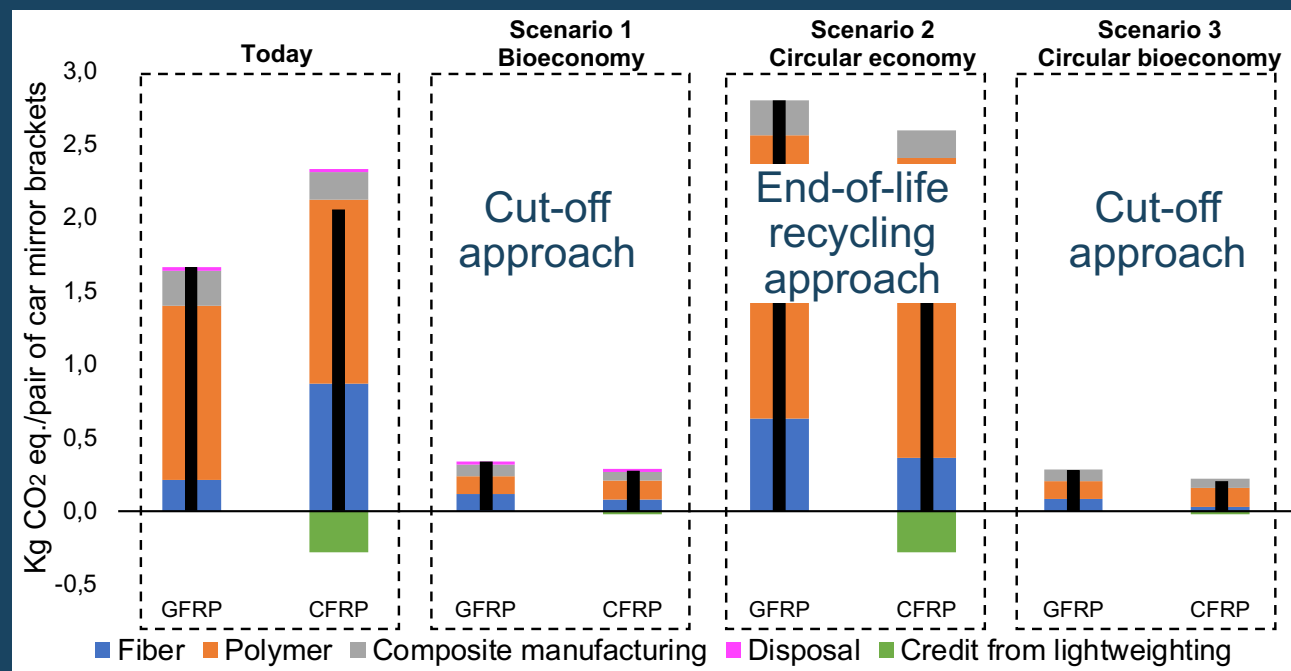 Today
Scenario 1
Bioeconomy
Scenario 2
Circular economy
Scenario 3
Circular bioeconomy
Kg CO2 eq./pair of car mirror brackets
3,0
2,5
2,0
1,5
1,0
0,5
0,0
-0,5
Cut-off
approach
End-of-life
recycling
approach
Cut-off
approach
GFRP
CFRP
GFRP
CFRP
GFRP
CFRP
GFRP
CFRP
Fiber
Polymer
Composite manufacturing
Disposal
Credit from lightweighting